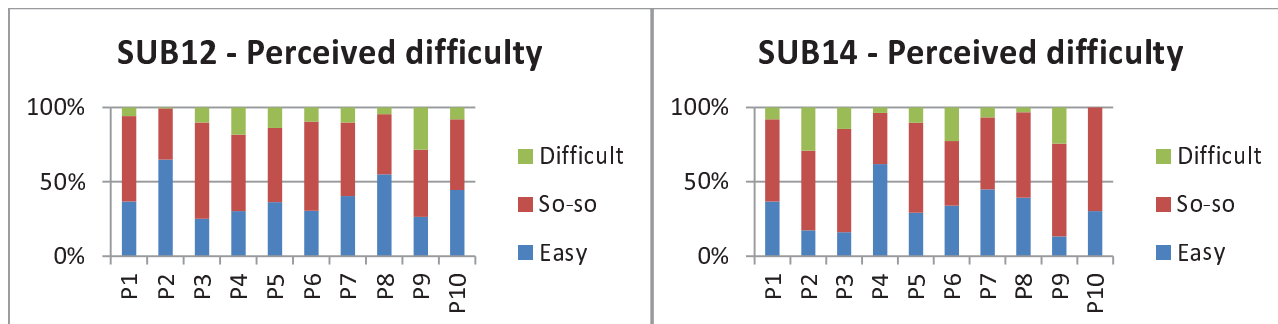 SUB12 - Perceived difficulty
100%
50%
0%
P1
P2
P3
P4
P5
P6
P7
P8
P9
P10
Difficult
So-so
Easy
SUB14 - Perceived difficulty
100%
50%
0%
P1
P2
P3
P4
P5
P6
P7
P8
P9
P10
Difficult
So-so
Easy